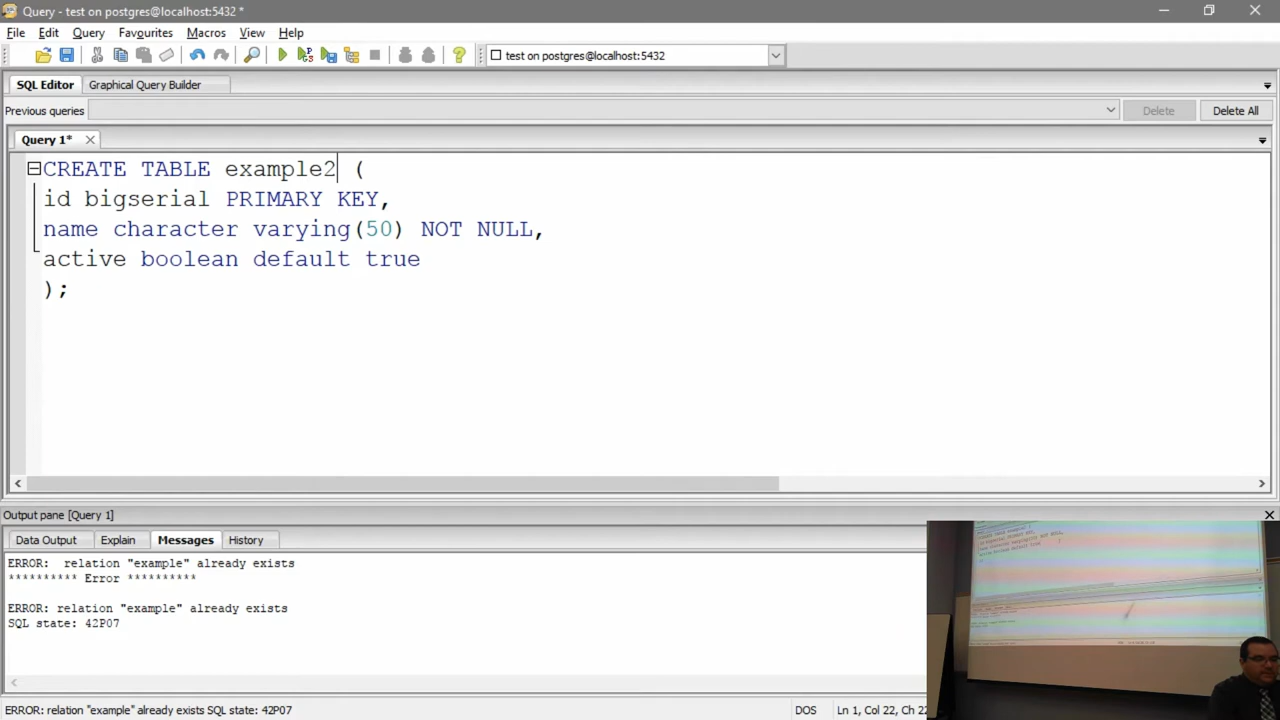 Query - test on postgres@localhost:5432 *
File Edit Query Favourites Macros View Help
test on postgres@localhost:5432
SQL Editor Graphical Query Builder
Previous queries Delete Delete All
Query 1*
CREATE TABLE example2 (
id bigserial PRIMARY KEY,
name character varying(50) NOT NULL,
active boolean default true
);
Output pane [Query 1]
Data Output Explain Messages History
ERROR:  relation "example" already exists
********** Error **********
ERROR: relation "example" already exists
SQL state: 42P07
ERROR: relation "example" already exists SQL state: 42P07 DOS Ln 1, Col 22, Ch 22